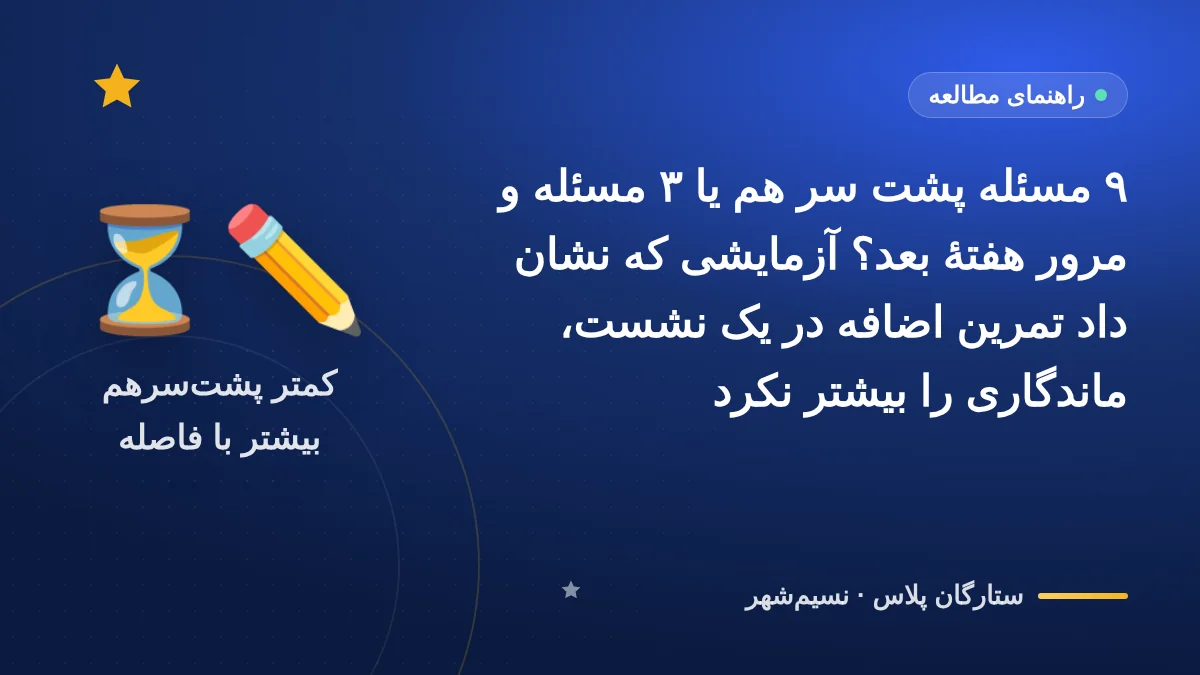 راهنمای مطالعه
۹ مسئله پشت سر هم یا ۳ مسئله و
مرور هفتهٔ بعد؟ آزمایشی که نشان
داد تمرین اضافه در یک نشست،
ماندگاری را بیشتر نکرد
کمتر پشت‌سرهم
بیشتر با فاصله
ستارگان پلاس · نسیم‌شهر